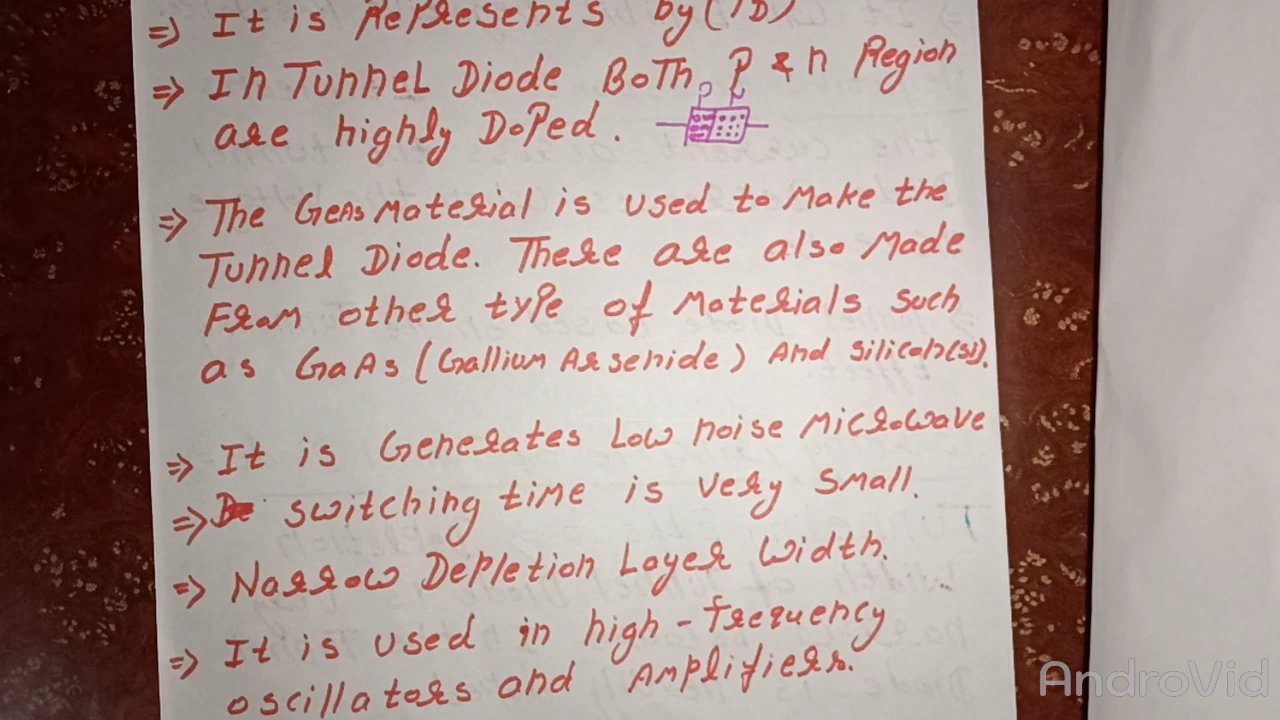 => It is Represents by (TD)
=> In Tunnel Diode Both P & n Region
are highly Doped.
=> The GeAs Material is used to Make the
Tunnel Diode. There are also Made
From other type of Materials such
as GaAs (Gallium Arsenide) And Silicon(si).
=> It is Generates Low noise Microwave
=> switching time is very small.
=> Narrow Depletion Layer Width.
=> It is used in high-frequency
oscillators and Amplifiers.
AndroVid